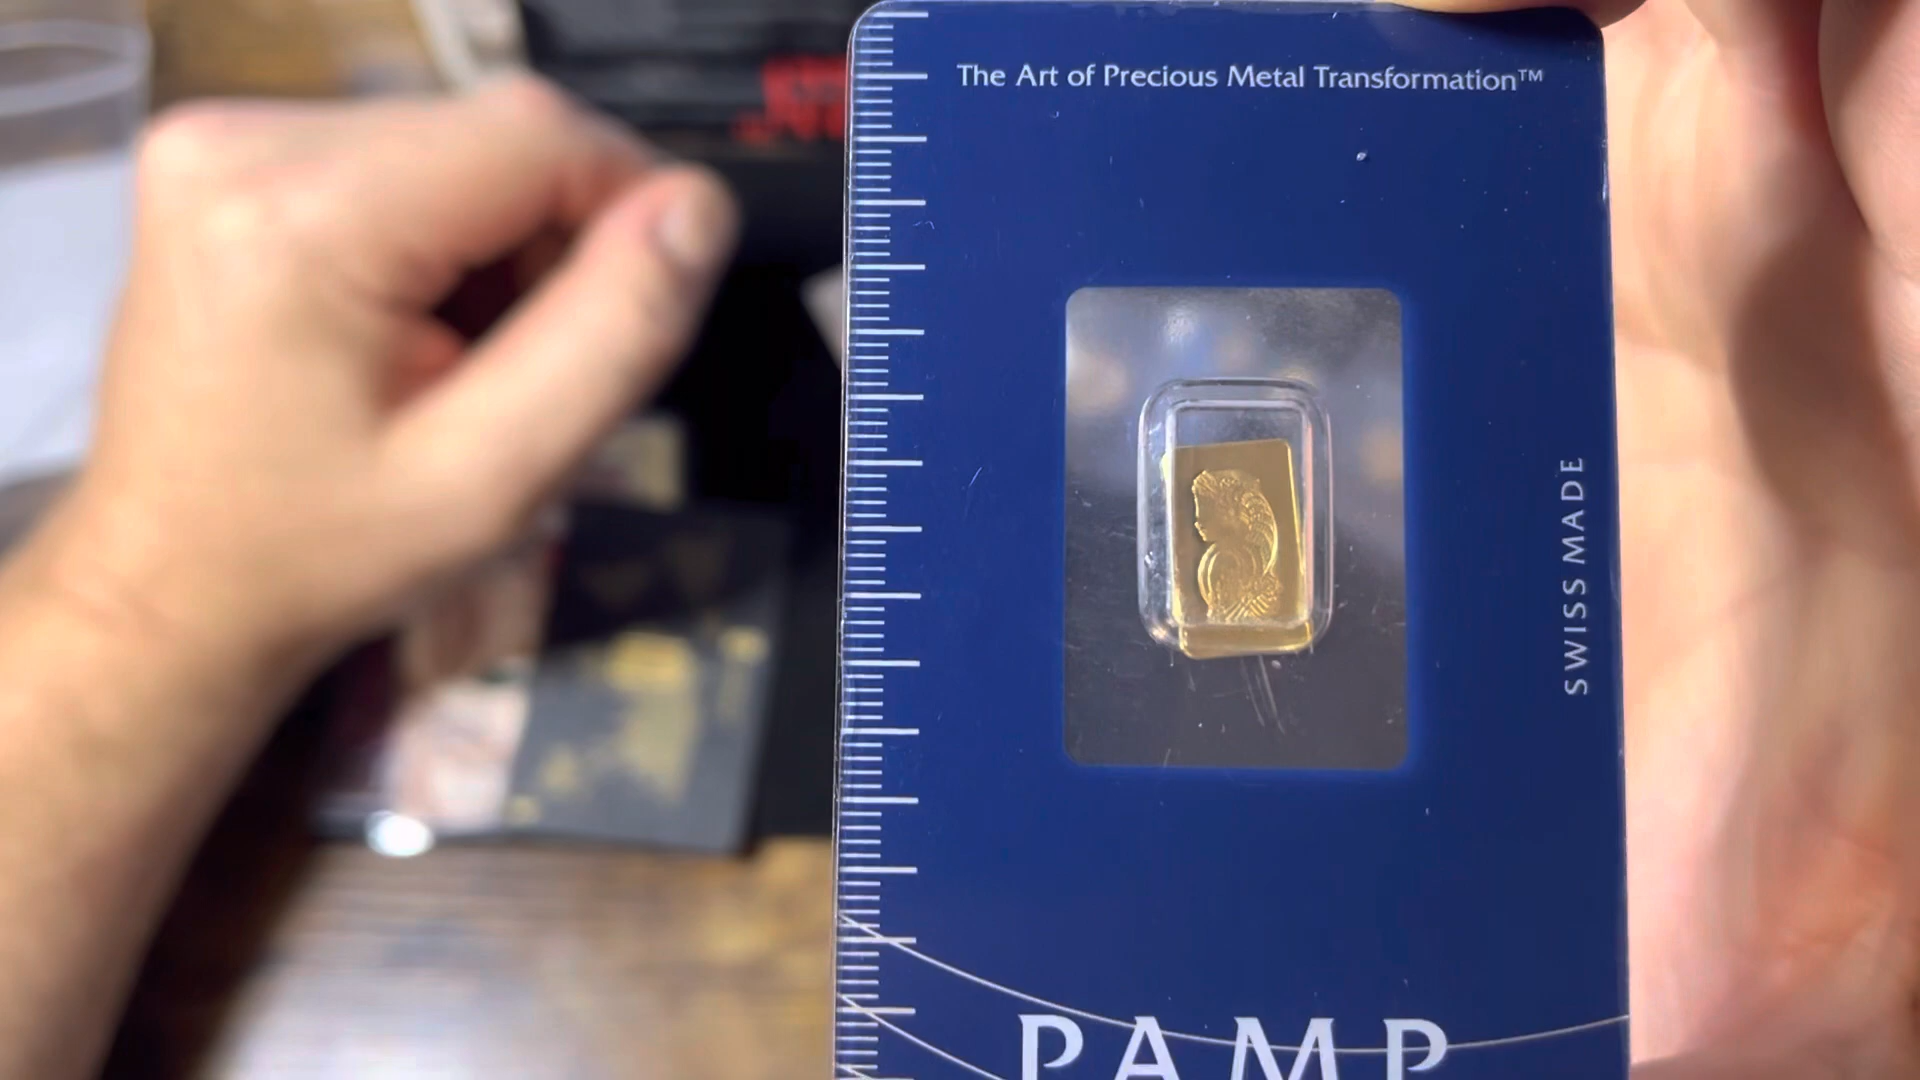 The Art of Precious Metal Transformation™
SWISS MADE
PAMP